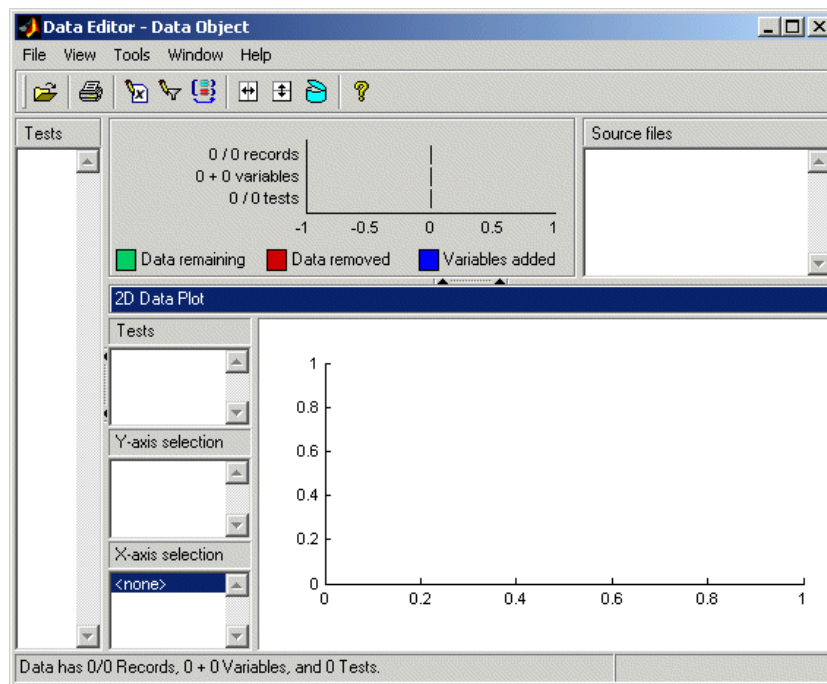 Data Editor - Data Object
File View Tools Window Help
Tests
0 / 0 records
0 + 0 variables
0 / 0 tests
-1 -0.5 0 0.5 1
Data remaining Data removed Variables added
Source files
2D Data Plot
Tests
Y-axis selection
X-axis selection
<none>
1
0.8
0.6
0.4
0.2
0
0 0.2 0.4 0.6 0.8 1
Data has 0/0 Records, 0 + 0 Variables, and 0 Tests.